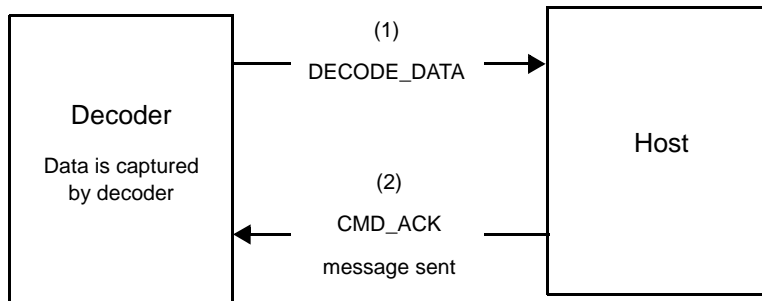 (1)
DECODE_DATA
Decoder
Data is captured
by decoder
Host
(2)
CMD_ACK
message sent